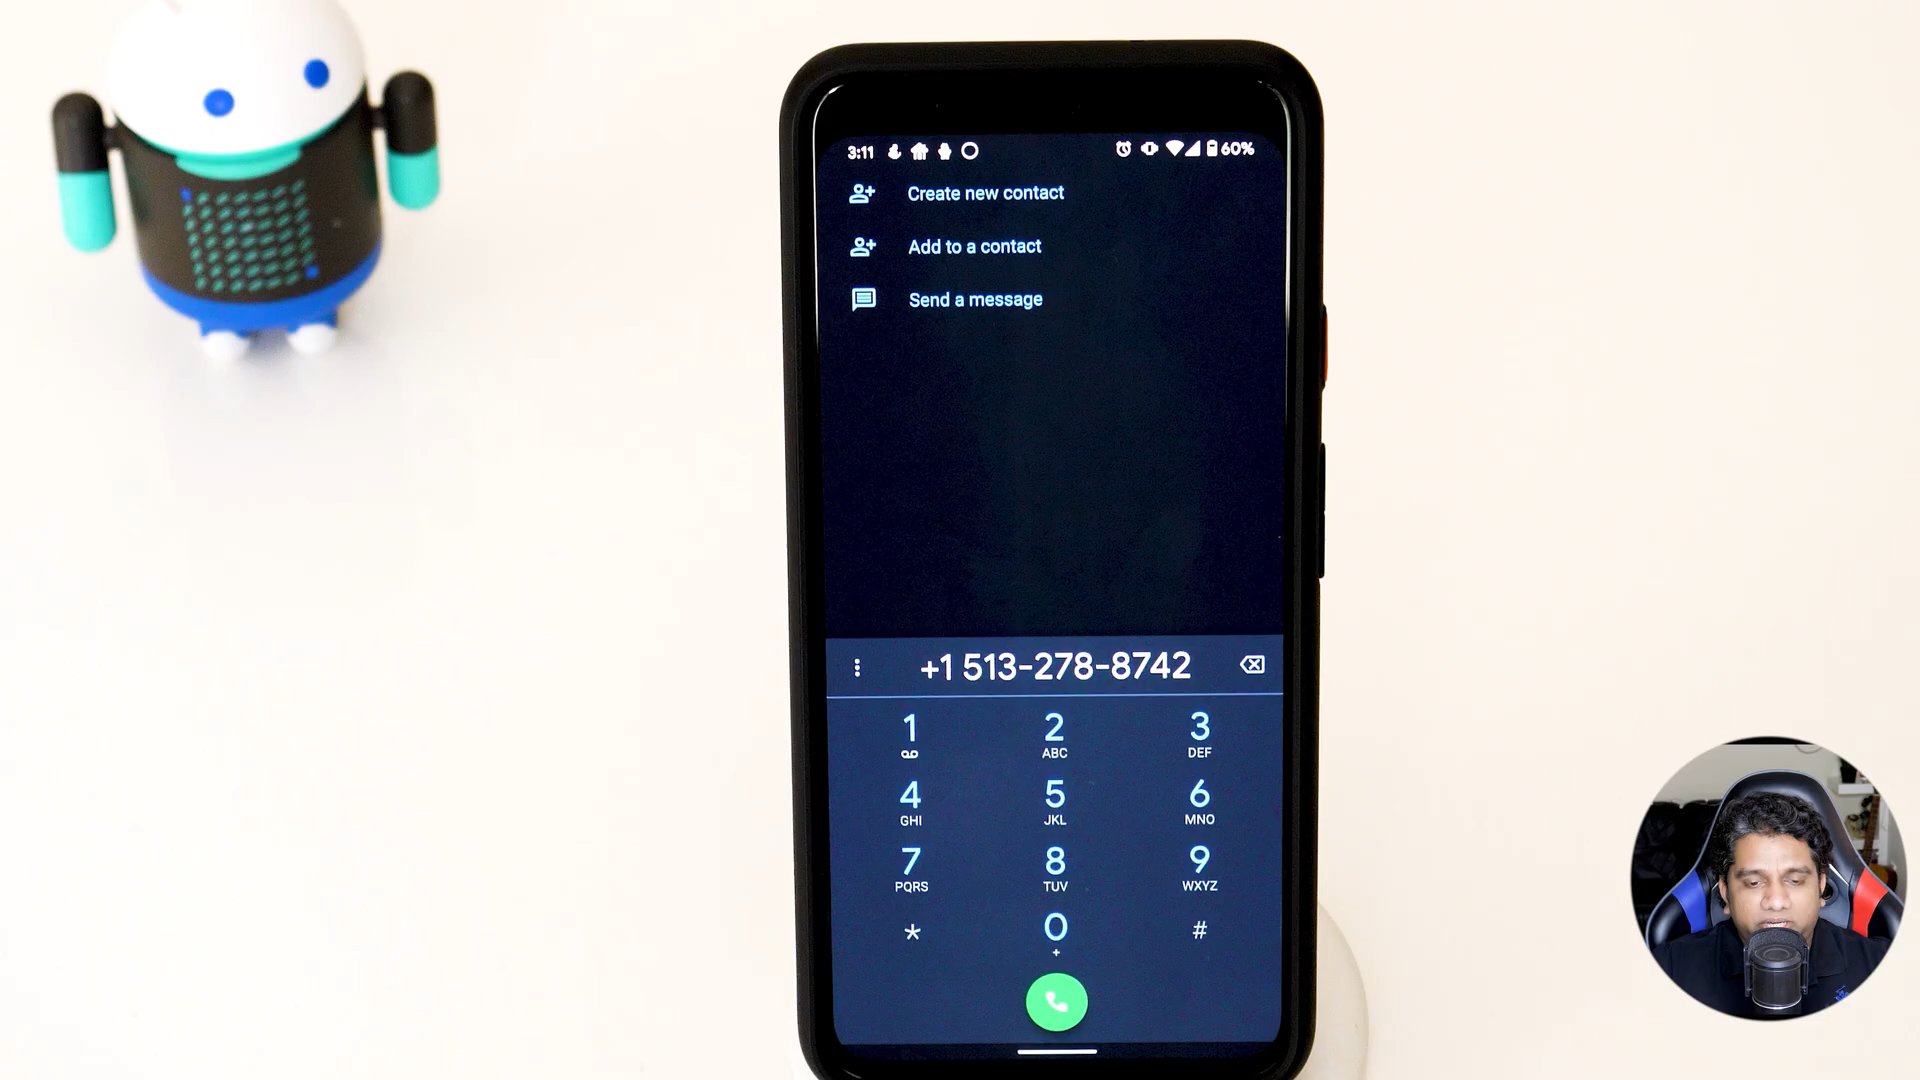 3:11 60%
Create new contact
Add to a contact
Send a message
+1 513-278-8742
1 2 3
ABC DEF
4 5 6
GHI JKL MNO
7 8 9
PQRS TUV WXYZ
* 0 #
+